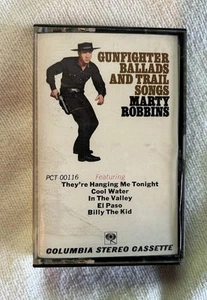 GUNFIGHTER
BALLADS
AND TRAIL
SONGS
MARTY
ROBBINS
PCT-00116 Featuring
They're Hanging Me Tonight
Cool Water
In The Valley
El Paso
Billy The Kid
COLUMBIA STEREO CASSETTE